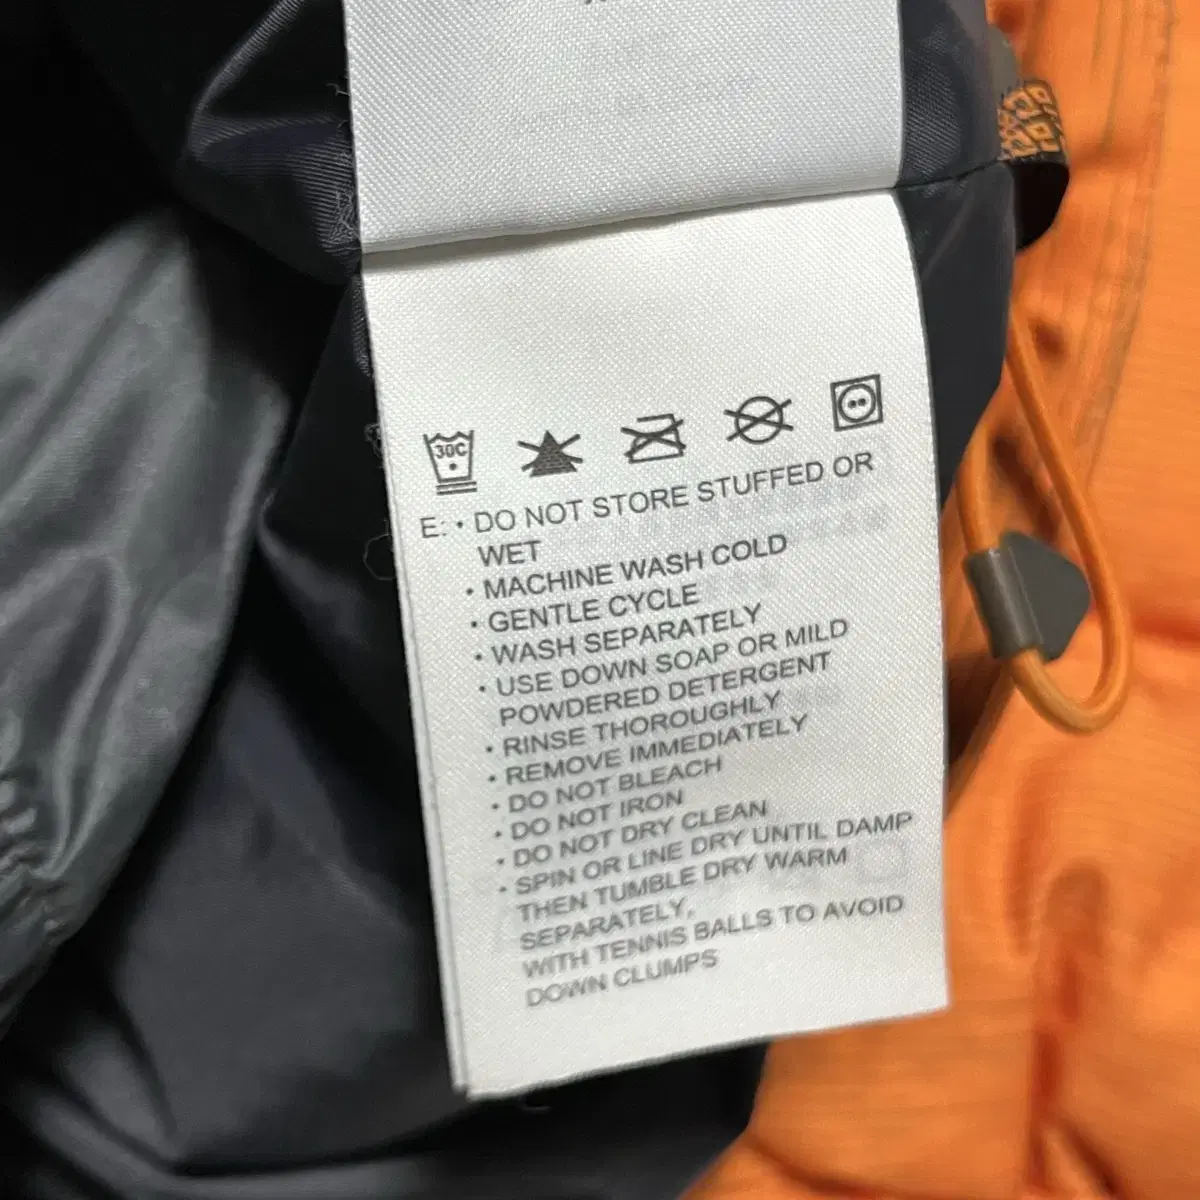 30C
E: • DO NOT STORE STUFFED OR
WET
• MACHINE WASH COLD
• GENTLE CYCLE
• WASH SEPARATELY
• USE DOWN SOAP OR MILD
POWDERED DETERGENT
• RINSE THOROUGHLY
• REMOVE IMMEDIATELY
• DO NOT BLEACH
• DO NOT IRON
• DO NOT DRY CLEAN
• SPIN OR LINE DRY UNTIL DAMP
THEN TUMBLE DRY WARM
SEPARATELY,
WITH TENNIS BALLS TO AVOID
DOWN CLUMPS